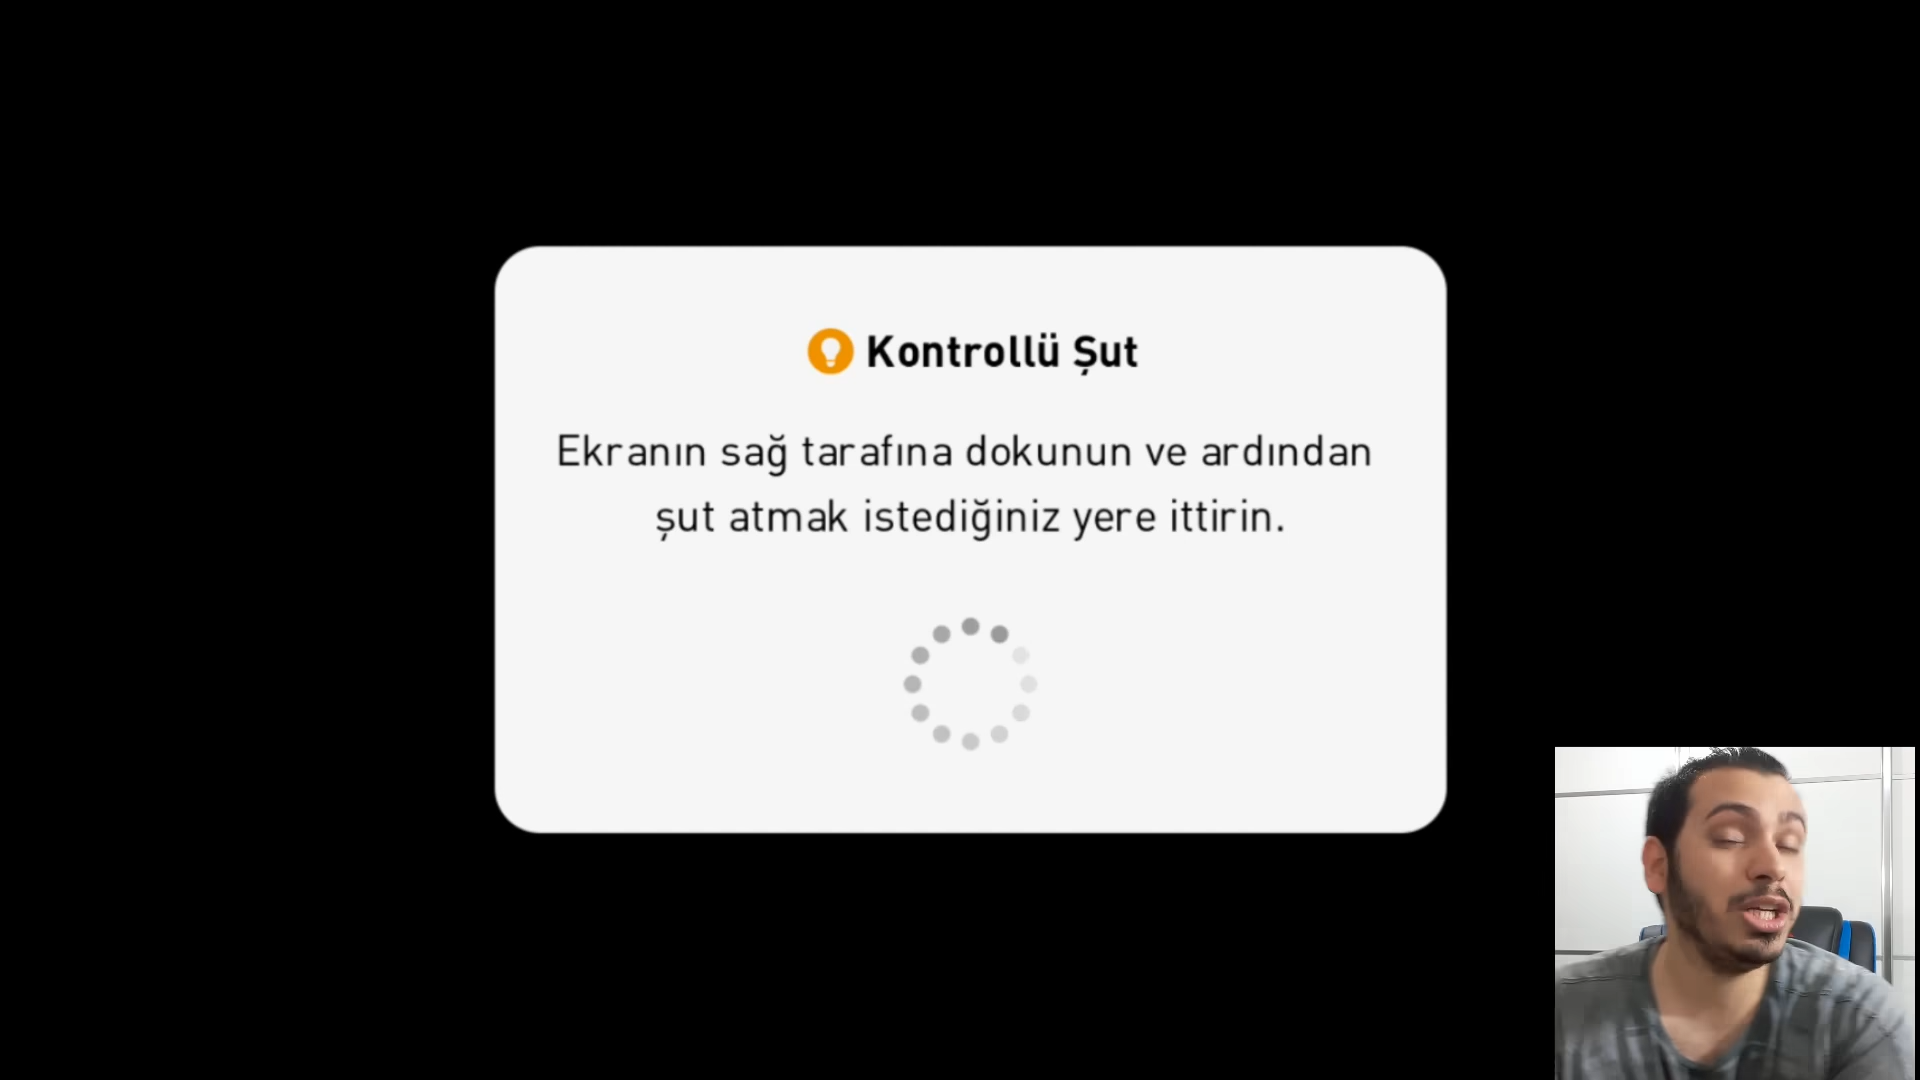 Kontrollü Şut
Ekranın sağ tarafına dokunun ve ardından
şut atmak istediğiniz yere ittirin.